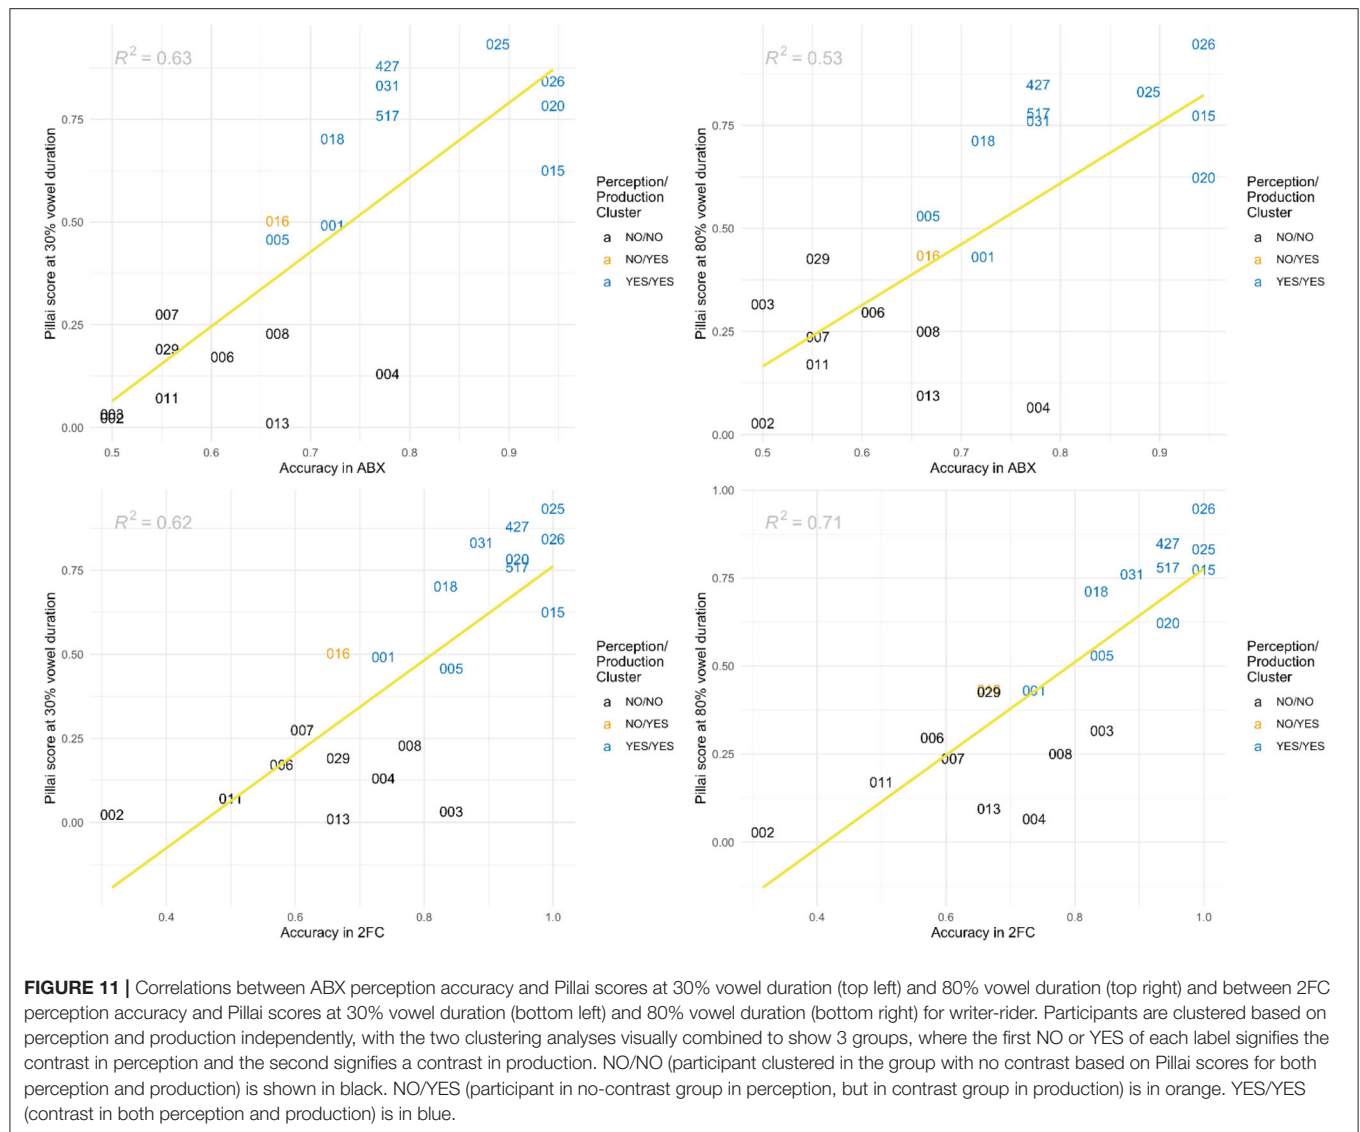 R² = 0.63
025
427
031
026
020
517
018
015
016
001
005
007
008
029
006
004
011
003
002
013
0.75
0.50
0.25
0.00
Pillai score at 30% vowel duration
0.5 0.6 0.7 0.8 0.9
Accuracy in ABX
Perception/
Production
Cluster
a NO/NO
a NO/YES
a YES/YES
R² = 0.53
026
427
025
517
031
015
018
020
005
016
001
029
003
006
008
007
011
013
004
002
0.75
0.50
0.25
0.00
Pillai score at 80% vowel duration
0.5 0.6 0.7 0.8 0.9
Accuracy in ABX
Perception/
Production
Cluster
a NO/NO
a NO/YES
a YES/YES
R² = 0.62
025
427
031
026
020
517
018
015
016
001
005
007
008
029
006
004
011
003
002
013
0.75
0.50
0.25
0.00
Pillai score at 30% vowel duration
0.4 0.6 0.8 1.0
Accuracy in 2FC
Perception/
Production
Cluster
a NO/NO
a NO/YES
a YES/YES
R² = 0.71
026
427
025
517
015
031
018
020
005
029
001
003
006
008
007
011
013
004
002
1.00
0.75
0.50
0.25
0.00
Pillai score at 80% vowel duration
0.4 0.6 0.8 1.0
Accuracy in 2FC
Perception/
Production
Cluster
a NO/NO
a NO/YES
a YES/YES
FIGURE 11 | Correlations between ABX perception accuracy and Pillai scores at 30% vowel duration (top left) and 80% vowel duration (top right) and between 2FC
perception accuracy and Pillai scores at 30% vowel duration (bottom left) and 80% vowel duration (bottom right) for writer-rider. Participants are clustered based on
perception and production independently, with the two clustering analyses visually combined to show 3 groups, where the first NO or YES of each label signifies the
contrast in perception and the second signifies a contrast in production. NO/NO (participant clustered in the group with no contrast based on Pillai scores for both
perception and production) is shown in black. NO/YES (participant in no-contrast group in perception, but in contrast group in production) is in orange. YES/YES
(contrast in both perception and production) is in blue.